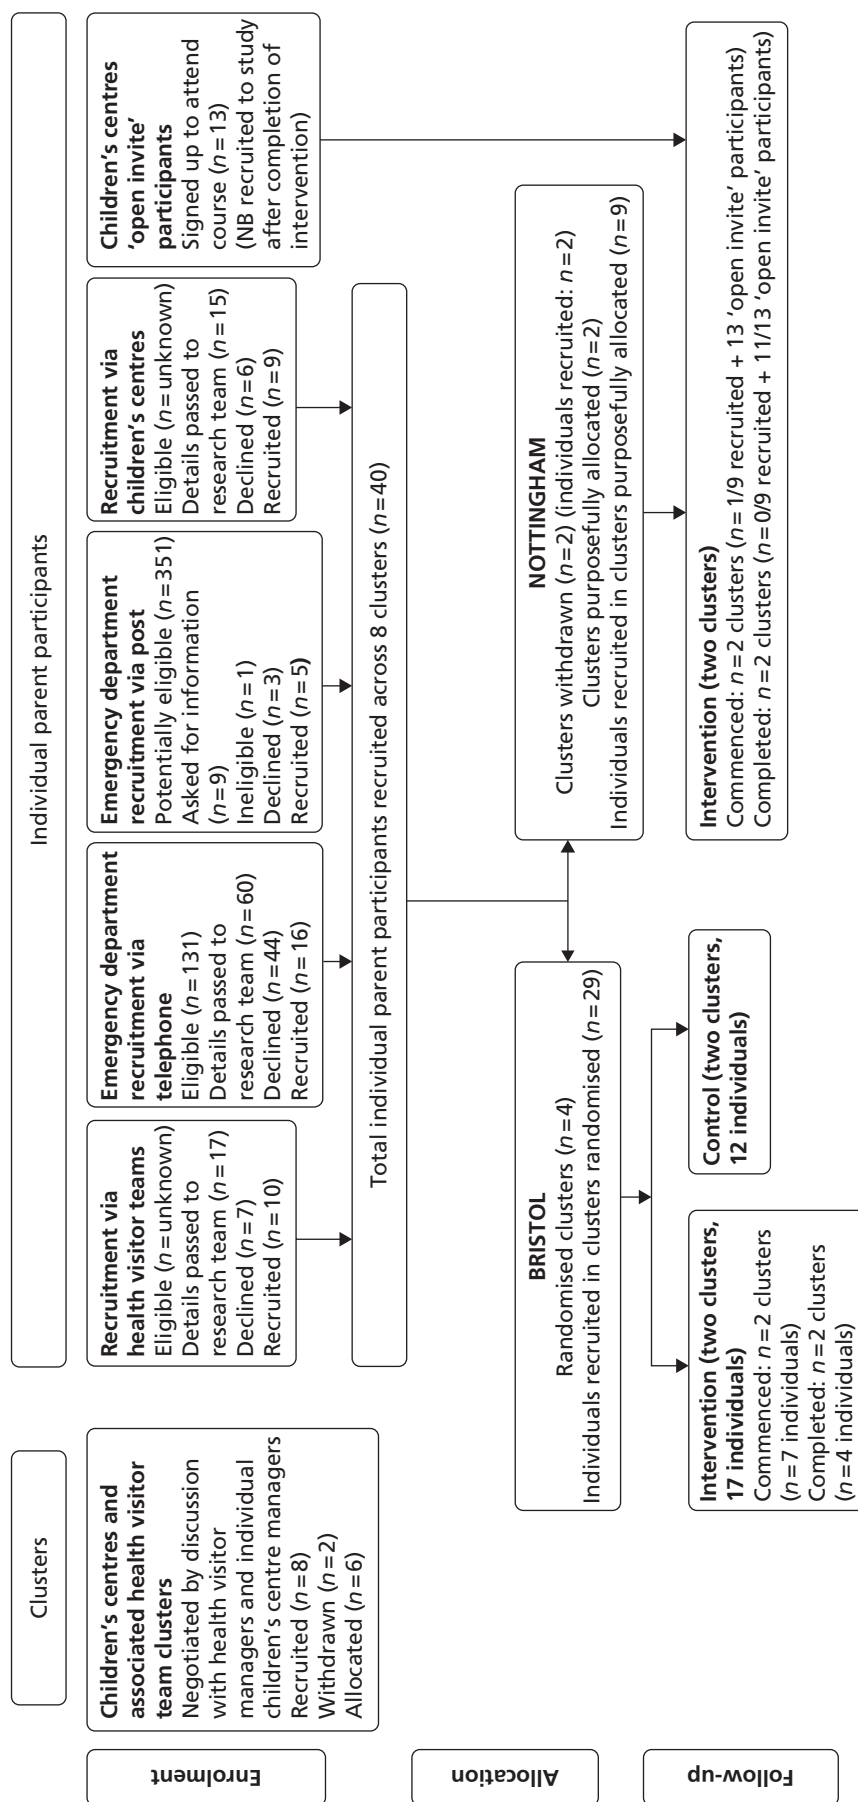 Clusters
Individual parent participants
Enrolment
Children's centres and
associated health visitor
team clusters
Negotiated by discussion
with health visitor
managers and individual
children's centre managers
Recruited (n=8)
Withdrawn (n=2)
Allocated (n=6)
Recruitment via
health visitor teams
Eligible (n=unknown)
Details passed to
research team (n=17)
Declined (n=7)
Recruited (n=10)
Emergency department
recruitment via
telephone
Eligible (n=131)
Details passed to
research team (n=60)
Declined (n=44)
Recruited (n=16)
Emergency department
recruitment via post
Potentially eligible (n=351)
Asked for information
(n=9)
Ineligible (n=1)
Declined (n=3)
Recruited (n=5)
Recruitment via
children's centres
Eligible (n=unknown)
Details passed to
research team (n=15)
Declined (n=6)
Recruited (n=9)
Children's centres
'open invite'
participants
Signed up to attend
course (n=13)
(NB recruited to study
after completion of
intervention)
Total individual parent participants recruited across 8 clusters (n=40)
Allocation
BRISTOL
Randomised clusters (n=4)
Individuals recruited in clusters randomised (n=29)
NOTTINGHAM
Clusters withdrawn (n=2) (individuals recruited: n=2)
Clusters purposefully allocated (n=2)
Individuals recruited in clusters purposefully allocated (n=9)
Follow-up
Intervention (two clusters,
17 individuals)
Commenced: n=2 clusters
(n=7 individuals)
Completed: n=2 clusters
(n=4 individuals)
Control (two clusters,
12 individuals)
Intervention (two clusters)
Commenced: n=2 clusters (n=1/9 recruited + 13 'open invite' participants)
Completed: n=2 clusters (n=0/9 recruited + 11/13 'open invite' participants)